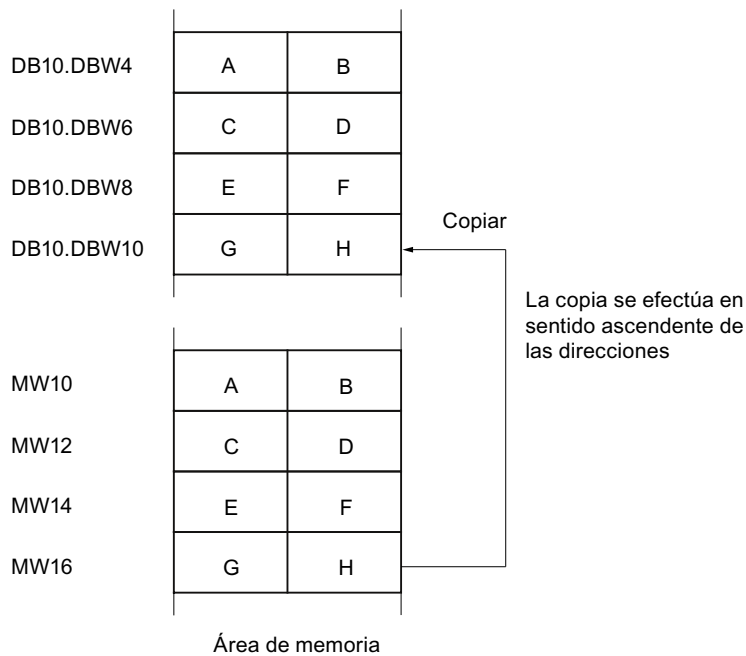 DB10.DBW4 A B
DB10.DBW6 C D
DB10.DBW8 E F
DB10.DBW10 G H
Copiar
La copia se efectúa en
sentido ascendente de
las direcciones
MW10 A B
MW12 C D
MW14 E F
MW16 G H
Área de memoria